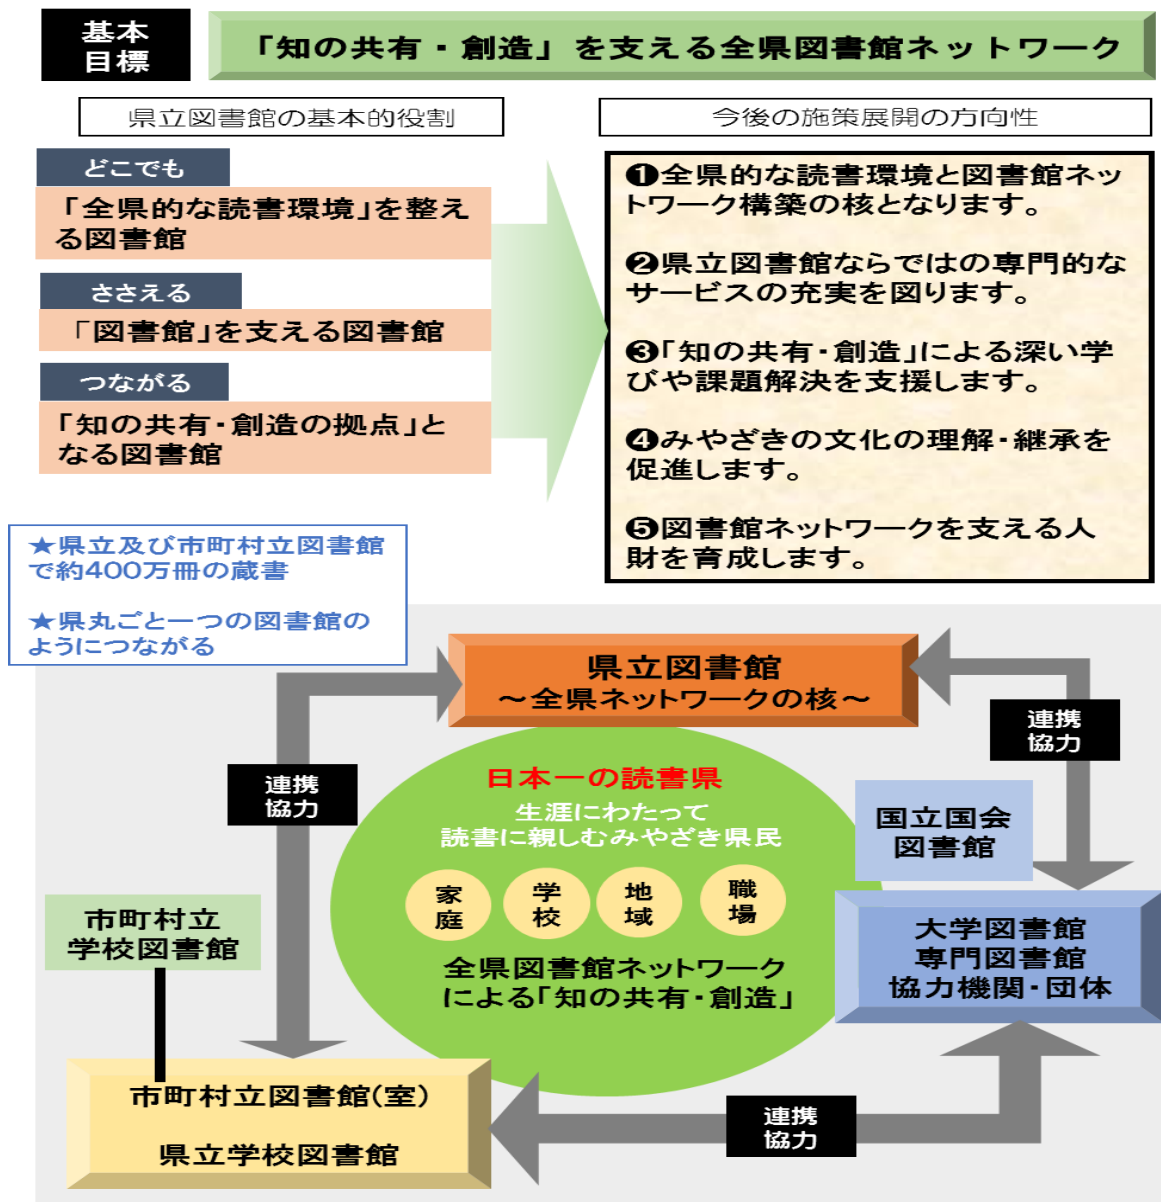 基本
目標
「知の共有・創造」を支える全県図書館ネットワーク
県立図書館の基本的役割
どこでも
「全県的な読書環境」を整え
る図書館
ささえる
「図書館」を支える図書館
つながる
「知の共有・創造の拠点」と
なる図書館
今後の施策展開の方向性
❶全県的な読書環境と図書館ネッ
トワーク構築の核となります。
❷県立図書館ならではの専門的な
サービスの充実を図ります。
❸「知の共有・創造」による深い学
びや課題解決を支援します。
❹みやざきの文化の理解・継承を
促進します。
❺図書館ネットワークを支える人
財を育成します。
★県立及び市町村立図書館
で約400万冊の蔵書
★県丸ごと一つの図書館の
ようにつながる
県立図書館
～全県ネットワークの核～
連携
協力
連携
協力
日本一の読書県
生涯にわたって
読書に親しむみやざき県民
家庭
学校
地域
職場
全県図書館ネットワーク
による「知の共有・創造」
国立国会
図書館
大学図書館
専門図書館
協力機関・団体
市町村立
学校図書館
市町村立図書館(室)
県立学校図書館
連携
協力